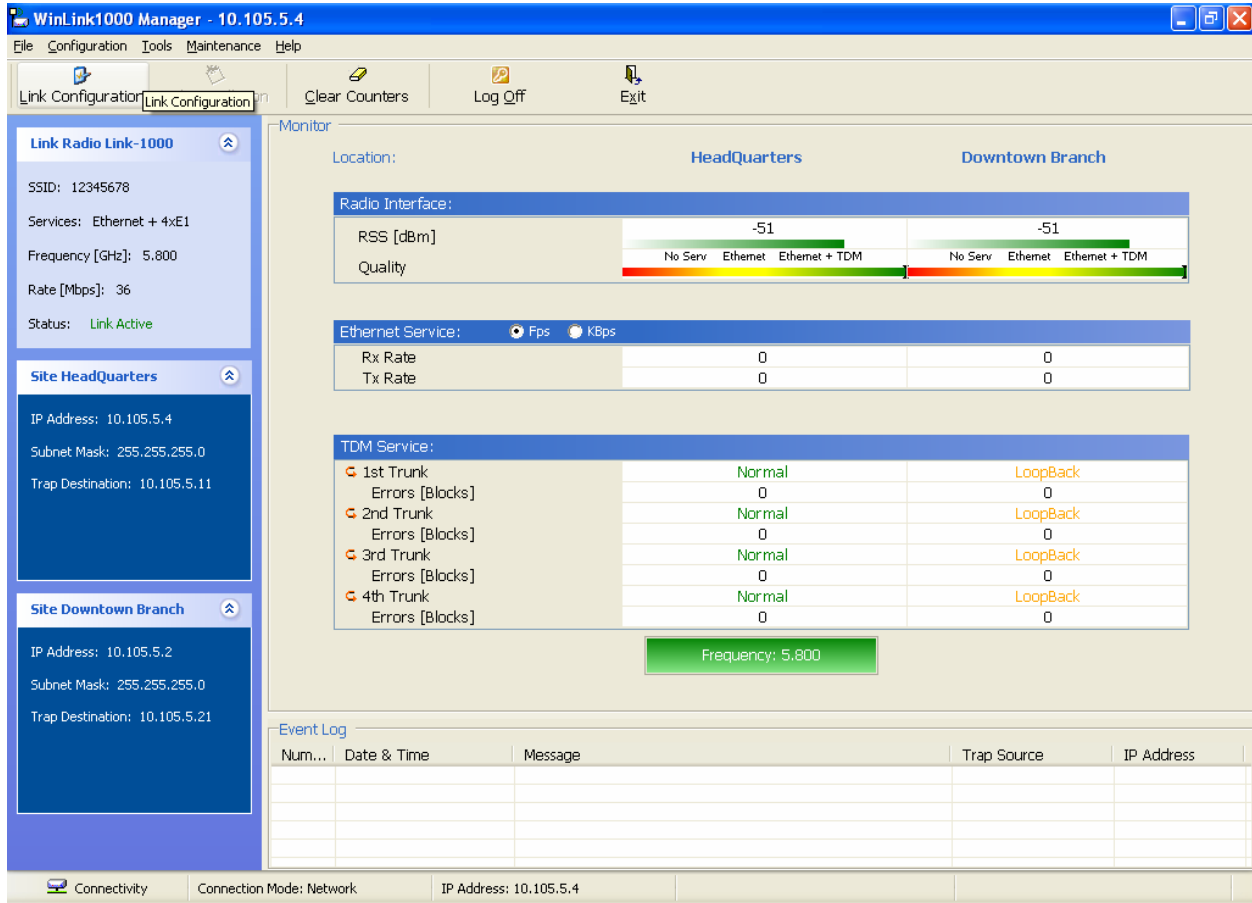 WinLink1000 Manager - 10.105.5.4
File Configuration Tools Maintenance Help
Link Configuration Link Configuration Clear Counters Log Off Exit
Link Radio Link-1000
SSID: 12345678
Services: Ethernet + 4xE1
Frequency [GHz]: 5.800
Rate [Mbps]: 36
Status: Link Active
Site HeadQuarters
IP Address: 10.105.5.4
Subnet Mask: 255.255.255.0
Trap Destination: 10.105.5.11
Site Downtown Branch
IP Address: 10.105.5.2
Subnet Mask: 255.255.255.0
Trap Destination: 10.105.5.21
Monitor
Location: HeadQuarters Downtown Branch
Radio Interface:
RSS [dBm] -51 -51
Quality No Serv Ethernet Ethernet + TDM No Serv Ethernet Ethernet + TDM
Ethernet Service: Fps KBps
Rx Rate 0 0
Tx Rate 0 0
TDM Service:
1st Trunk Normal LoopBack
Errors [Blocks] 0 0
2nd Trunk Normal LoopBack
Errors [Blocks] 0 0
3rd Trunk Normal LoopBack
Errors [Blocks] 0 0
4th Trunk Normal LoopBack
Errors [Blocks] 0 0
Frequency: 5.800
Event Log
Num... Date & Time Message Trap Source IP Address
Connectivity Connection Mode: Network IP Address: 10.105.5.4